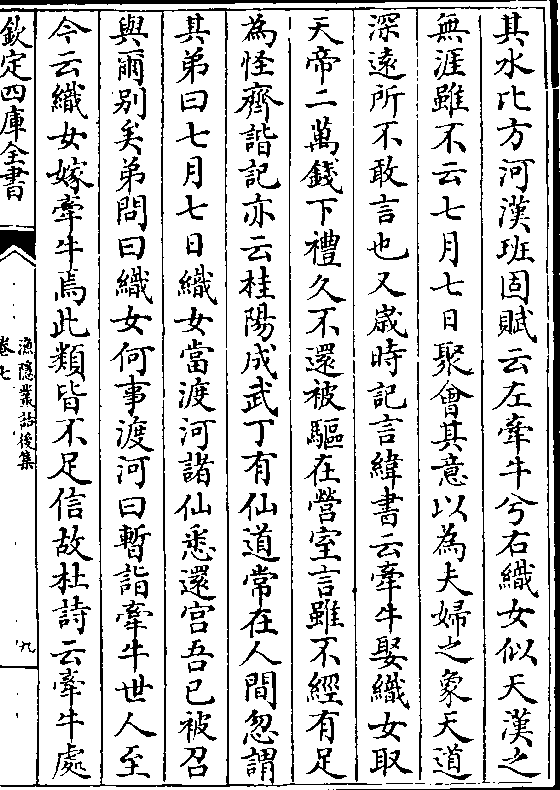 其水比方河漢班固賦云左牽牛兮右織女似天漢之
無涯雖不云七月七日聚會其意以為夫婦之象天道
深遠所不敢言也又歲時記言緯書云牽牛娶織女取
天帝二萬錢下禮久不還被驅在營室言雖不經有足
為怪齊諧記亦云桂陽成武丁有仙道常在人間忽謂
其弟曰七月七日織女當渡河諸仙悉還宮吾已被召
與爾别矣弟問曰織女何事渡河曰暫詣牽牛世人至
今云織女嫁牽牛焉此類皆不足信故杜詩云牽牛處
欽定四庫全書
漁隱叢話後集
卷七
九